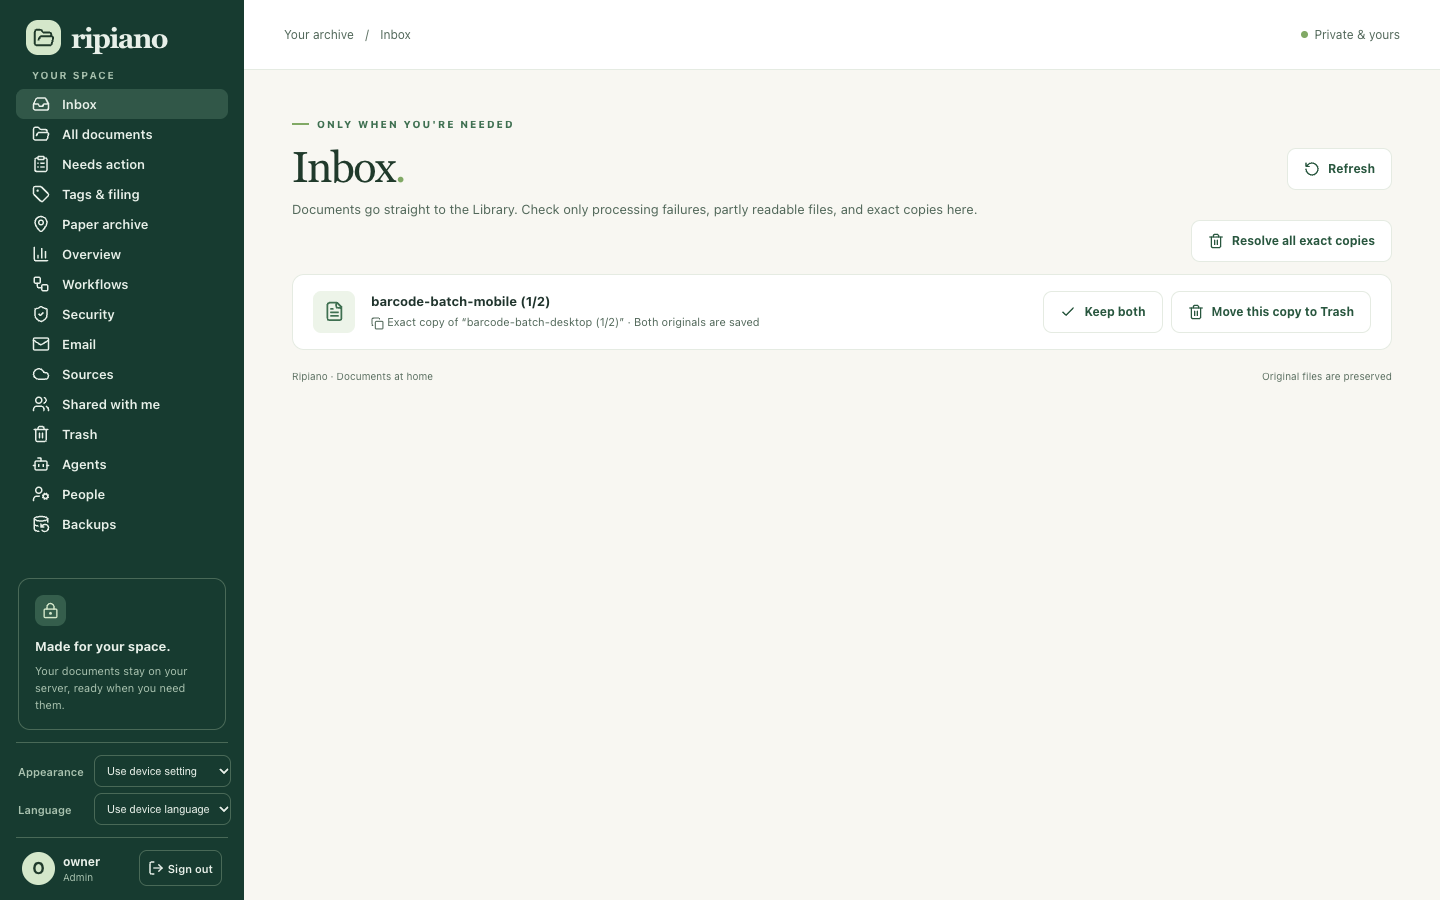 ripiano
YOUR SPACE
Inbox
All documents
Needs action
Tags & filing
Paper archive
Overview
Workflows
Security
Email
Sources
Shared with me
Trash
Agents
People
Backups
Made for your space.
Your documents stay on your
server, ready when you need
them.
Appearance
Use device setting
Language
Use device language
O
owner
Admin
Sign out
Your archive / Inbox
Private & yours
ONLY WHEN YOU'RE NEEDED
Inbox.
Refresh
Documents go straight to the Library. Check only processing failures, partly readable files, and exact copies here.
Resolve all exact copies
barcode-batch-mobile (1/2)
Exact copy of “barcode-batch-desktop (1/2)” · Both originals are saved
Keep both
Move this copy to Trash
Ripiano · Documents at home
Original files are preserved